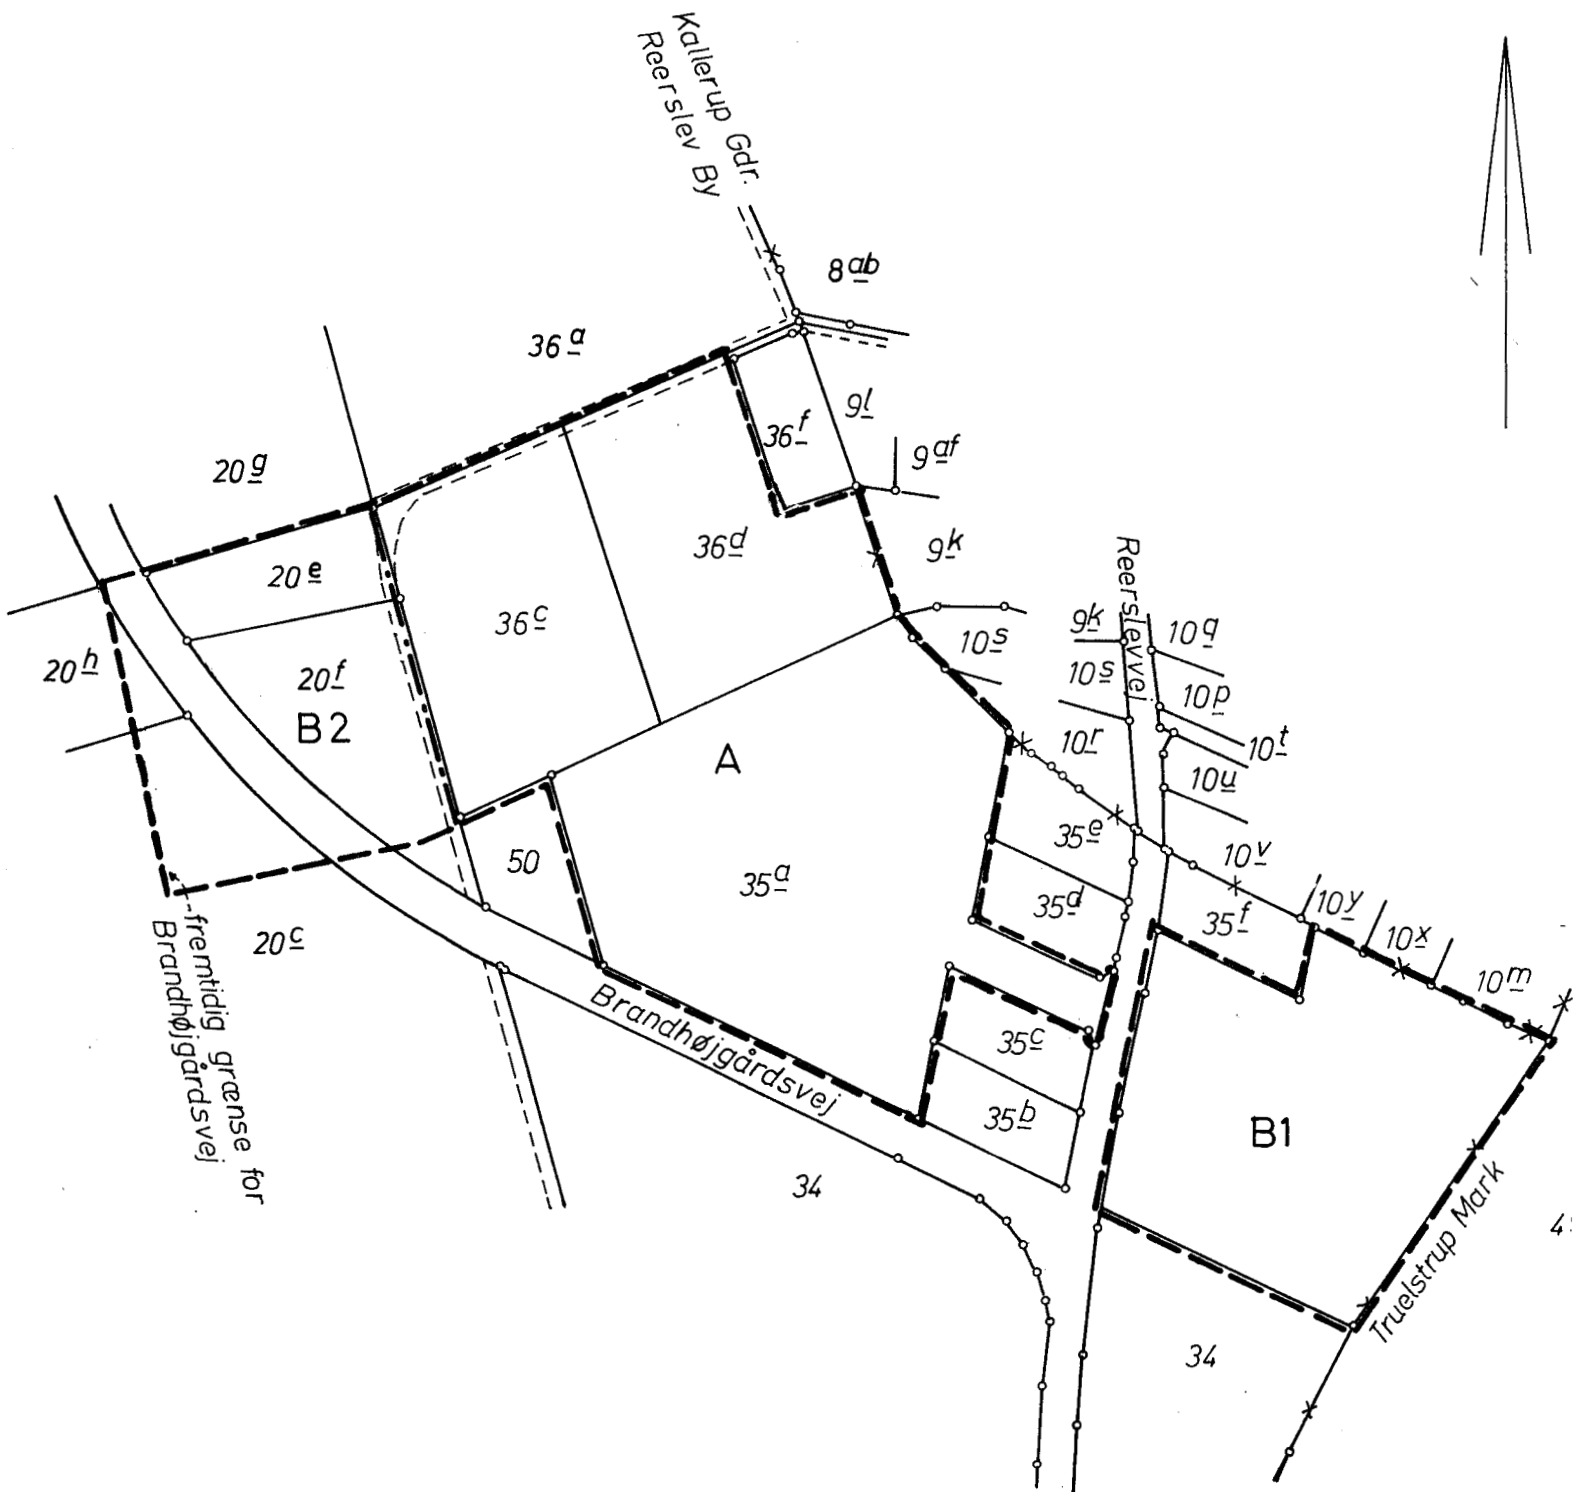 Kallerup Gdr.
Reerslev By
8ab
36a
9l
36f
9af
20g
36d
9k
20e
36c
Reerslevvej
9k
10q
10s
20h
20f
10s
10p
B2
A
10r
10t
10u
35e
50
10v
35a
35d
10y
35f
10x
20c
10m
fremtidig grænse for
Brandhøjgårdsvej
Brandhøjgårdsvej
35c
35b
B1
34
Truelstrup Mark
34